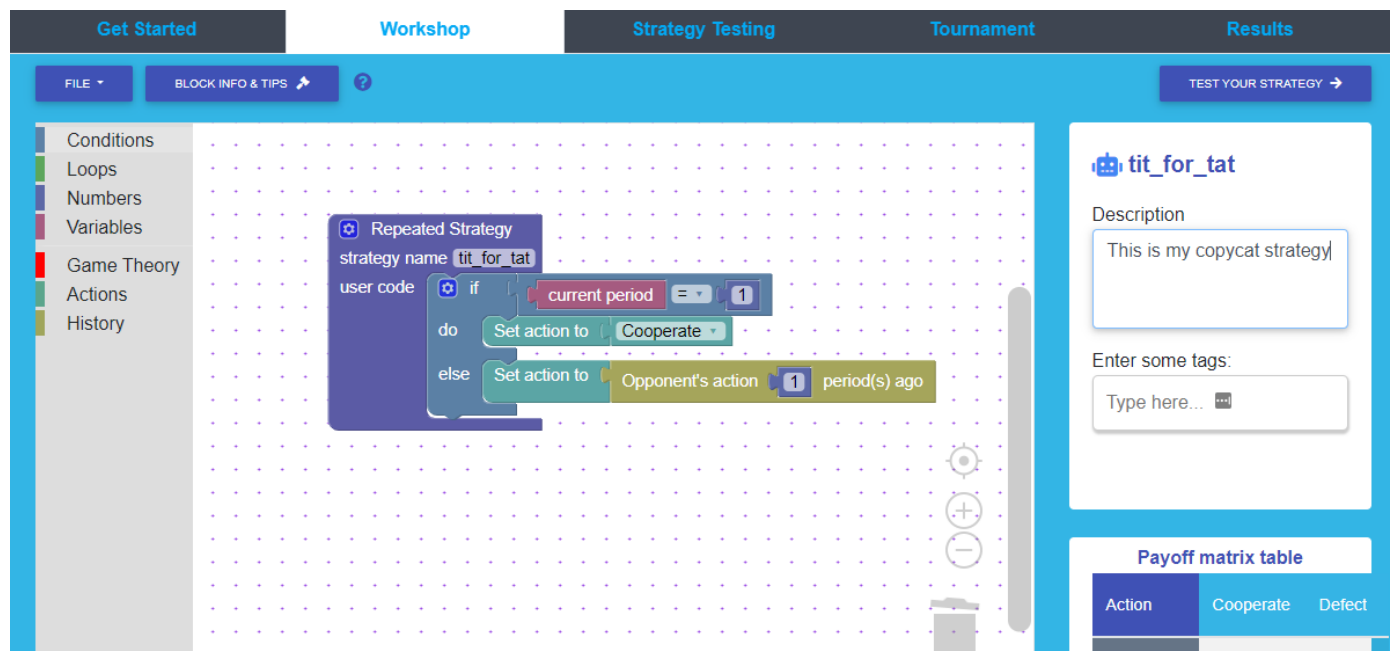 Get Started
Workshop
Strategy Testing
Tournament
Results
FILE
BLOCK INFO & TIPS
?
TEST YOUR STRATEGY
Conditions
Loops
Numbers
Variables
Game Theory
Actions
History
Repeated Strategy
strategy name tit_for_tat
user code if current period = 1
do Set action to Cooperate
else Set action to Opponent's action 1 period(s) ago
tit_for_tat
Description
This is my copycat strategy
Enter some tags:
Type here...
Payoff matrix table
Action Cooperate Defect